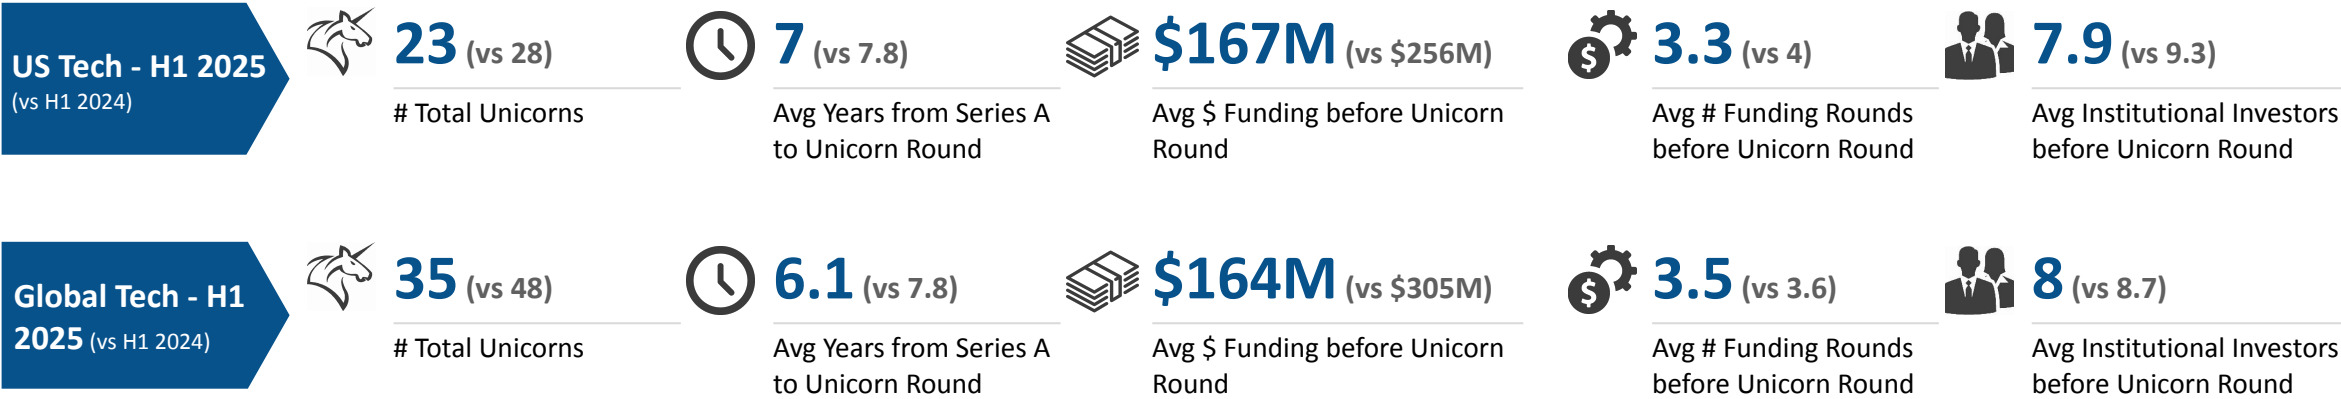 US Tech - H1 2025
(vs H1 2024)
23 (vs 28)
# Total Unicorns
7 (vs 7.8)
Avg Years from Series A
to Unicorn Round
$167M (vs $256M)
Avg $ Funding before Unicorn
Round
3.3 (vs 4)
Avg # Funding Rounds
before Unicorn Round
7.9 (vs 9.3)
Avg Institutional Investors
before Unicorn Round
Global Tech - H1
2025 (vs H1 2024)
35 (vs 48)
# Total Unicorns
6.1 (vs 7.8)
Avg Years from Series A
to Unicorn Round
$164M (vs $305M)
Avg $ Funding before Unicorn
Round
3.5 (vs 3.6)
Avg # Funding Rounds
before Unicorn Round
8 (vs 8.7)
Avg Institutional Investors
before Unicorn Round